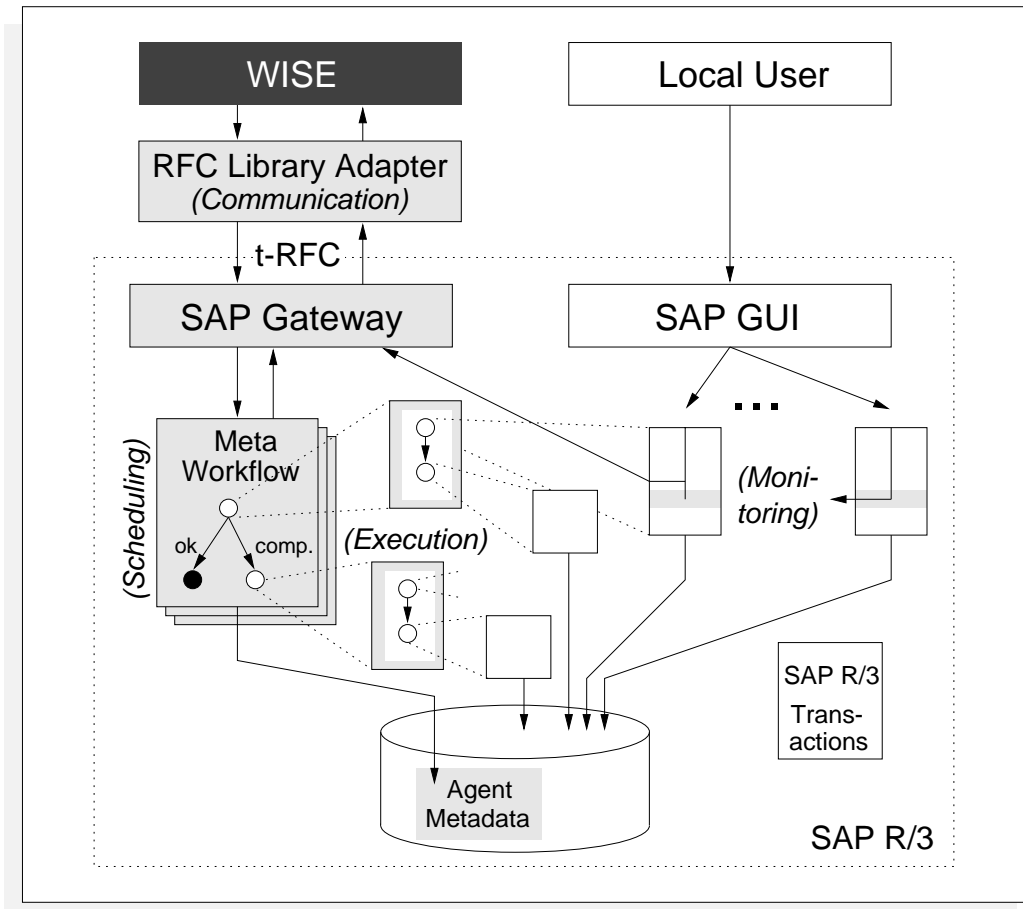 WISE
Local User
RFC Library Adapter
(Communication)
t-RFC
SAP Gateway
SAP GUI
...
(Scheduling)
Meta
Workflow
ok
comp.
(Execution)
(Moni-
toring)
SAP R/3
Trans-
actions
Agent
Metadata
SAP R/3